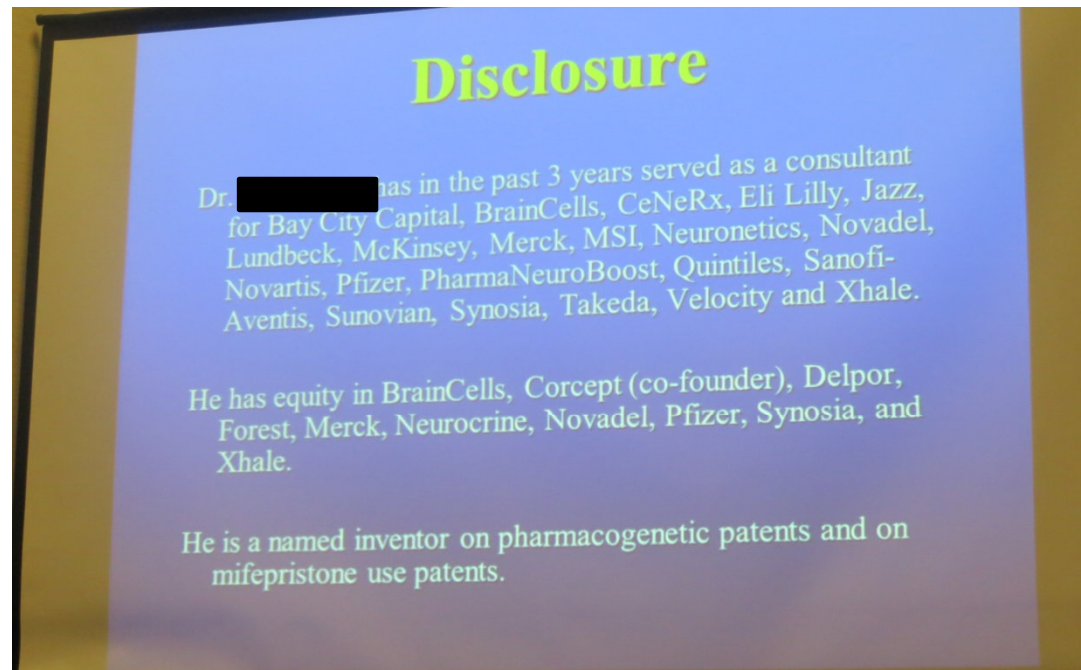 Disclosure
Dr. has in the past 3 years served as a consultant
for Bay City Capital, BrainCells, CeNeRx, Eli Lilly, Jazz,
Lundbeck, McKinsey, Merck, MSI, Neuronetics, Novadel,
Novartis, Pfizer, PharmaNeuroBoost, Quintiles, Sanofi-
Aventis, Sunovian, Synosia, Takeda, Velocity and Xhale.
He has equity in BrainCells, Corcept (co-founder), Delpor,
Forest, Merck, Neurocrine, Novadel, Pfizer, Synosia, and
Xhale.
He is a named inventor on pharmacogenetic patents and on
mifepristone use patents.